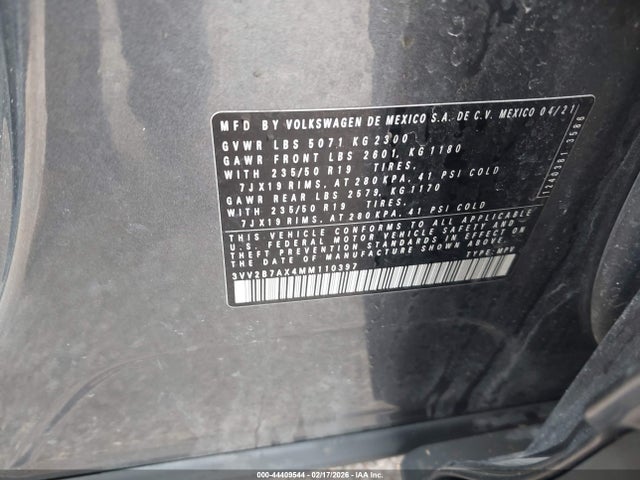 MFD BY VOLKSWAGEN DE MEXICO S.A. DE C.V. MEXICO 04/21
GVWR LBS 5071 KG 2300
GAWR FRONT LBS 2601, KG 1180
WITH 235/50 R19 TIRES.
7JX19 RIMS, AT 280 KPA, 41 PSI COLD
GAWR REAR LBS 2579, KG 1170
WITH 235/50 R19 TIRES.
7JX19 RIMS, AT 280 KPA, 41 PSI COLD
THIS VEHICLE CONFORMS TO ALL APPLICABLE
U.S. FEDERAL MOTOR VEHICLE SAFETY AND
THEFT PREVENTION STANDARDS IN EFFECT ON
THE DATE OF MANUFACTURE SHOWN ABOVE.
3VV2B7AX4MM110397 TYPE: MPV
3586
000-44409544 02/17/2026 IAAI.CA